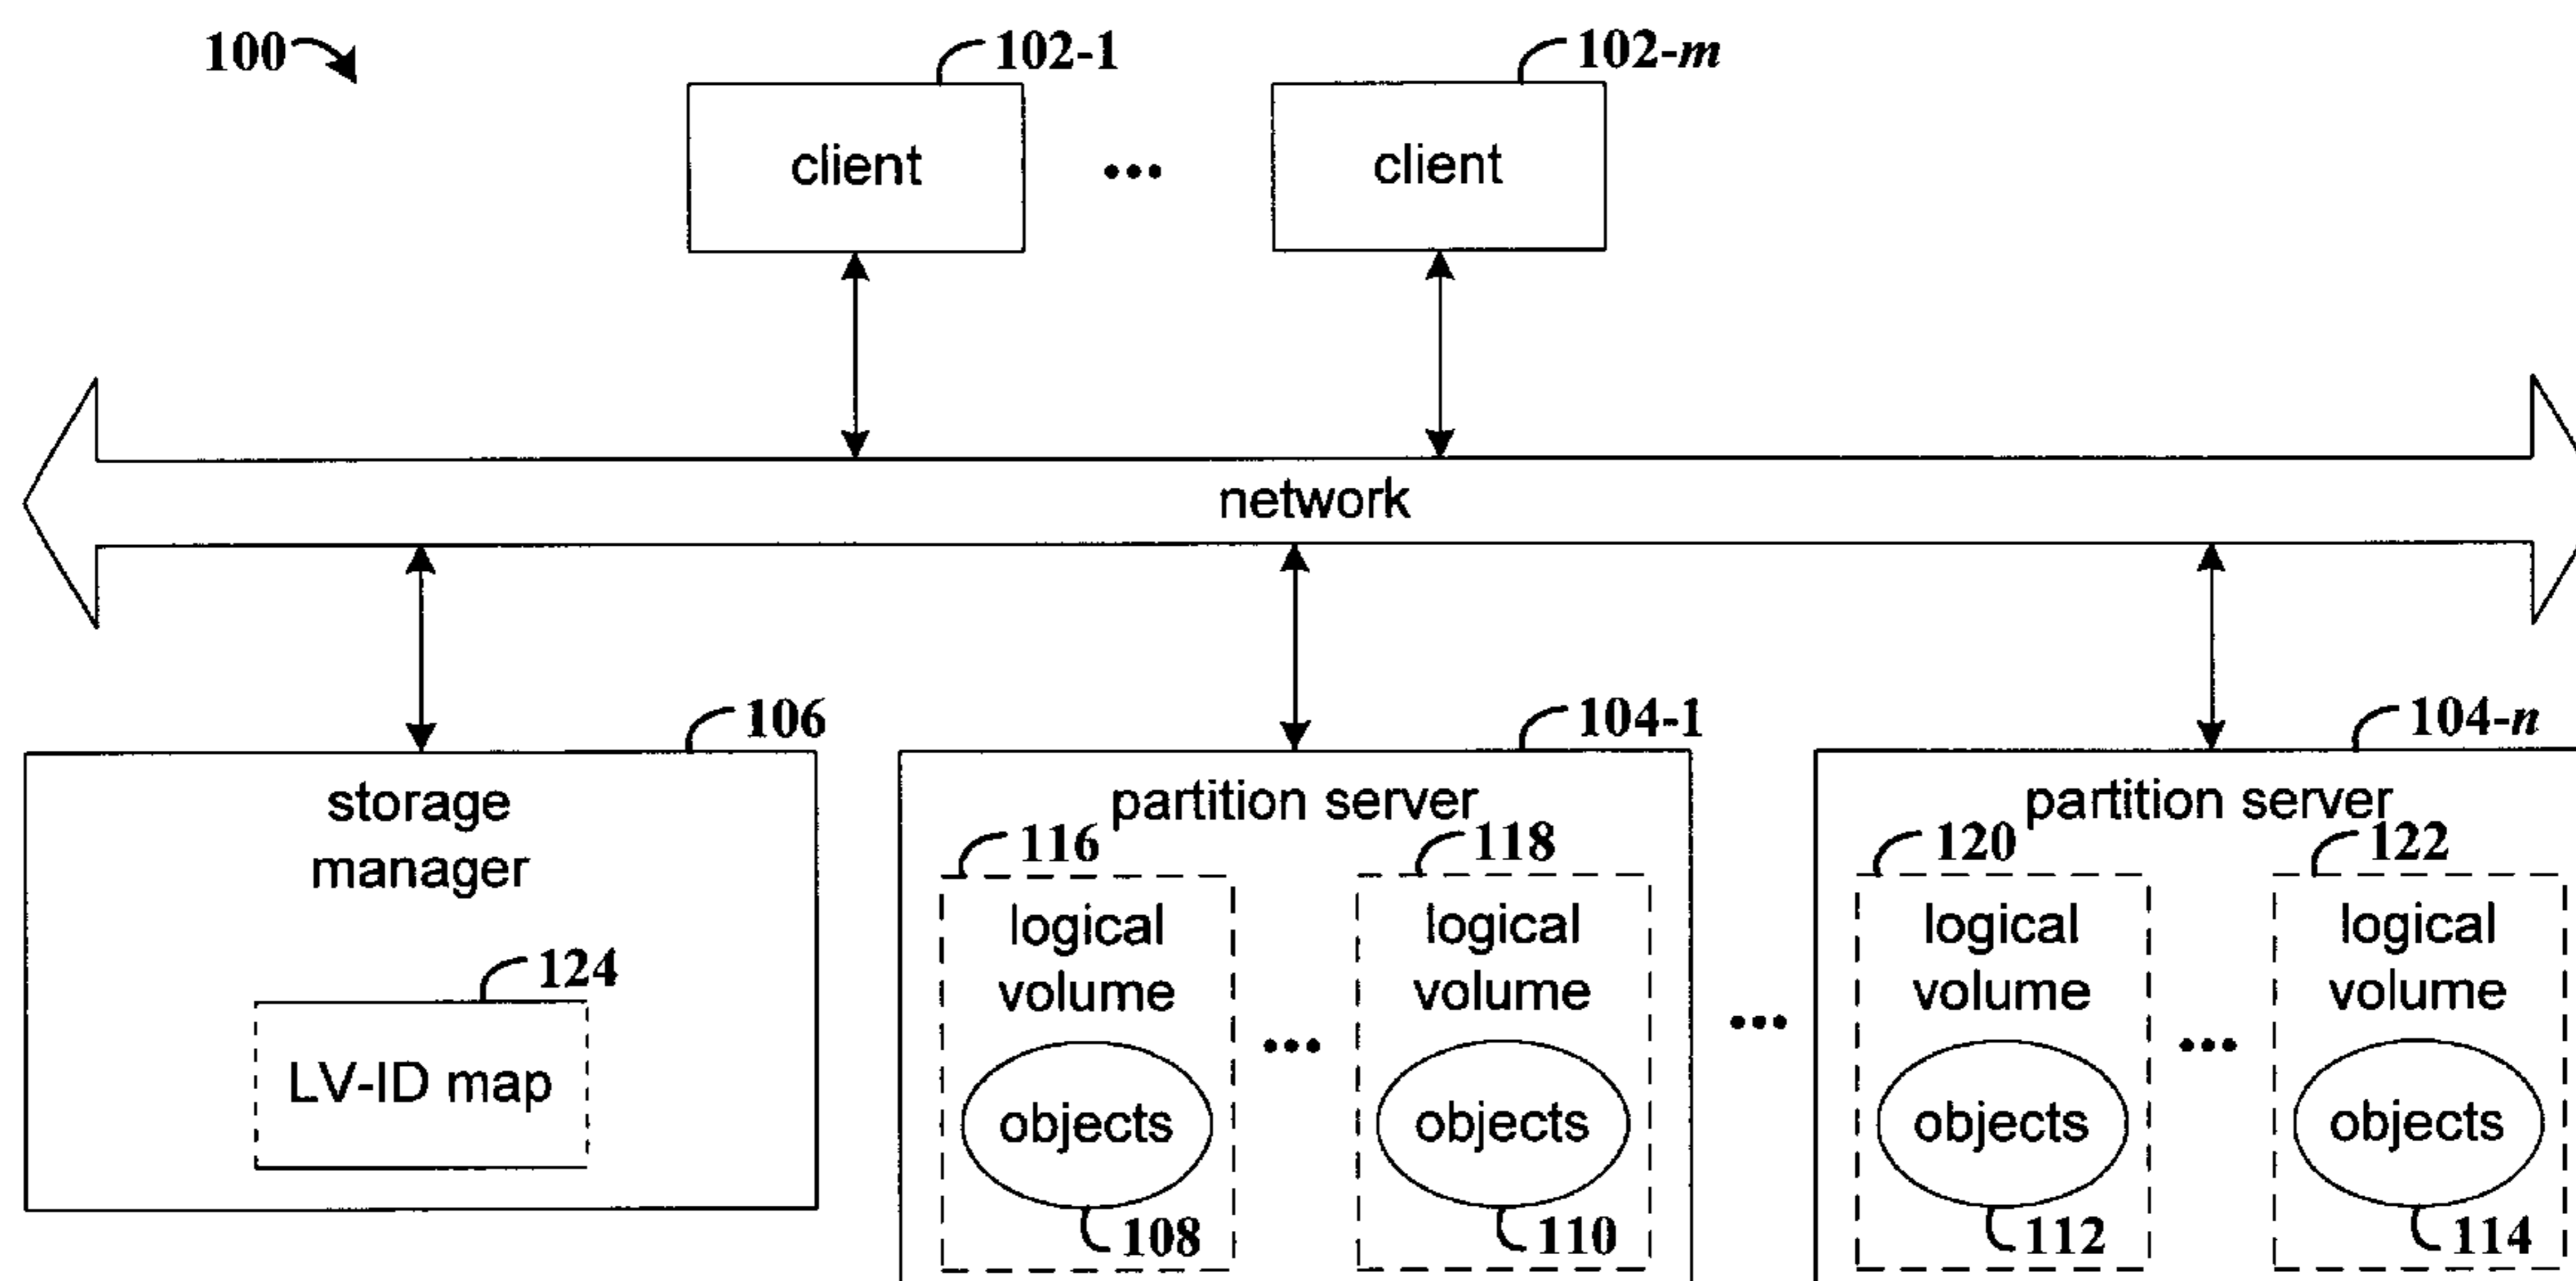 100
102-1
102-m
client
...
client
network
106
104-1
104-n
storage
manager
partition server
partition server
116
118
120
122
logical
volume
logical
volume
logical
volume
logical
volume
124
LV-ID map
...
...
...
objects
objects
objects
objects
108
110
112
114